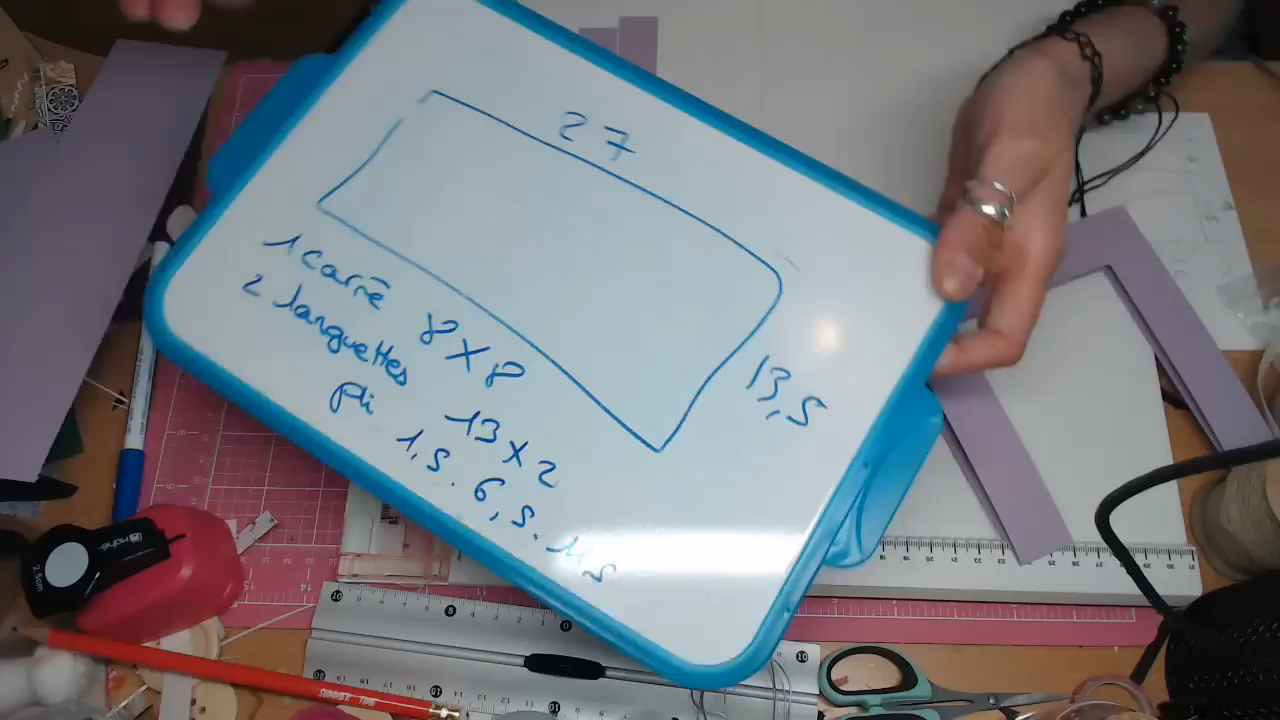 27
13,5
1 carré 8 X 8
2 languettes 13 x 2
pli 1,5. 6,5. 11,5